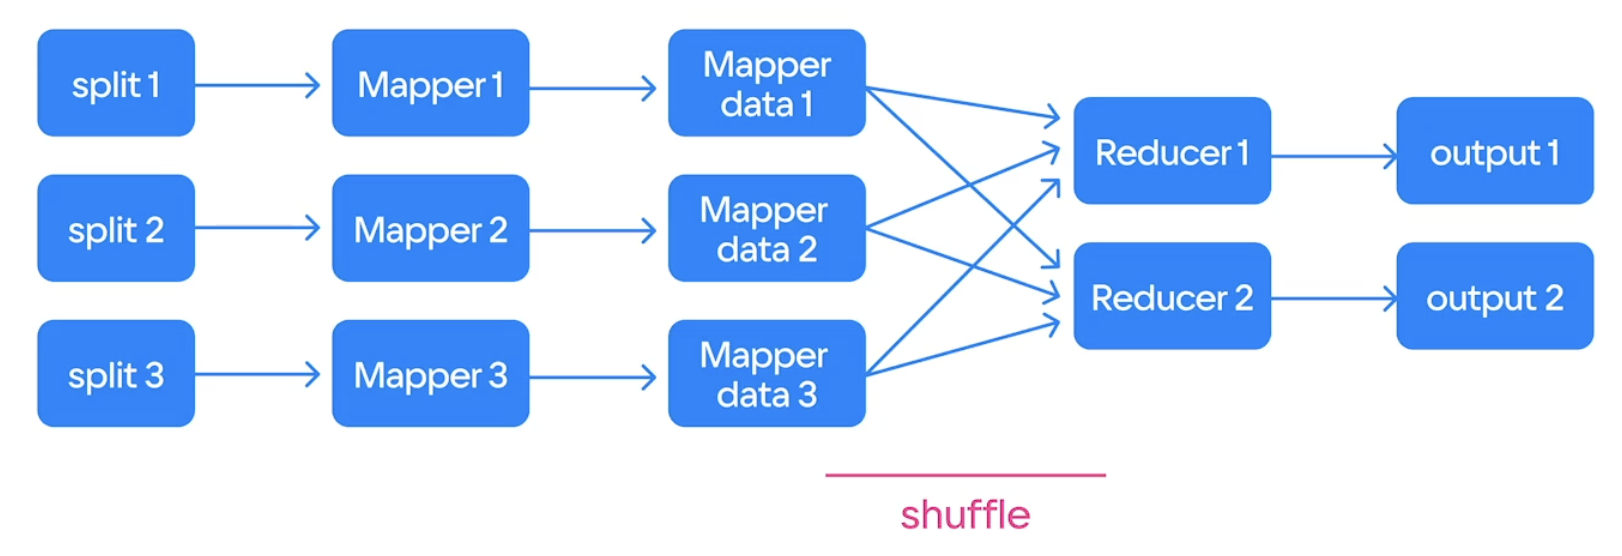 split 1
Mapper 1
Mapper
data 1
split 2
Mapper 2
Mapper
data 2
split 3
Mapper 3
Mapper
data 3
Reducer 1
output 1
Reducer 2
output 2
shuffle